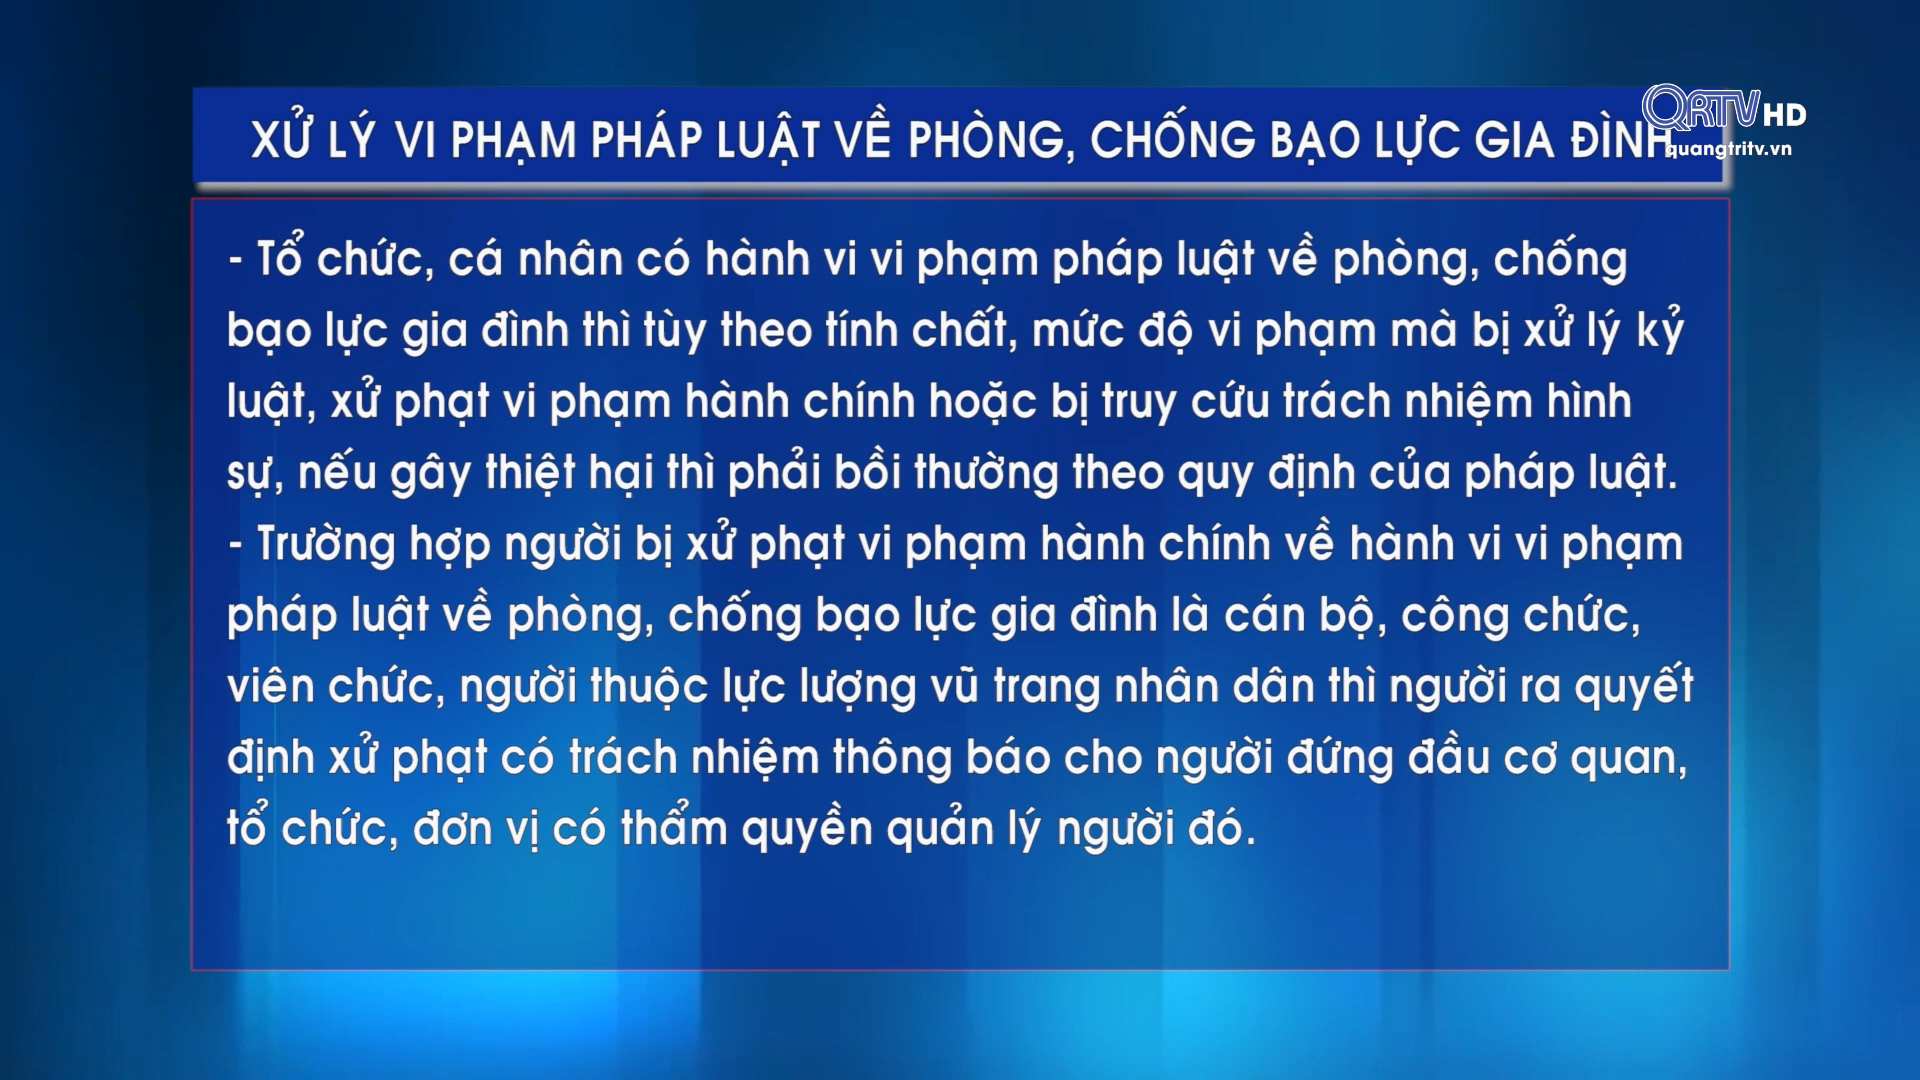 QRTV HD
quangtritv.vn
XỬ LÝ VI PHẠM PHÁP LUẬT VỀ PHÒNG, CHỐNG BẠO LỰC GIA ĐÌNH
- Tổ chức, cá nhân có hành vi vi phạm pháp luật về phòng, chống
bạo lực gia đình thì tùy theo tính chất, mức độ vi phạm mà bị xử lý kỷ
luật, xử phạt vi phạm hành chính hoặc bị truy cứu trách nhiệm hình
sự, nếu gây thiệt hại thì phải bồi thường theo quy định của pháp luật.
- Trường hợp người bị xử phạt vi phạm hành chính về hành vi vi phạm
pháp luật về phòng, chống bạo lực gia đình là cán bộ, công chức,
viên chức, người thuộc lực lượng vũ trang nhân dân thì người ra quyết
định xử phạt có trách nhiệm thông báo cho người đứng đầu cơ quan,
tổ chức, đơn vị có thẩm quyền quản lý người đó.